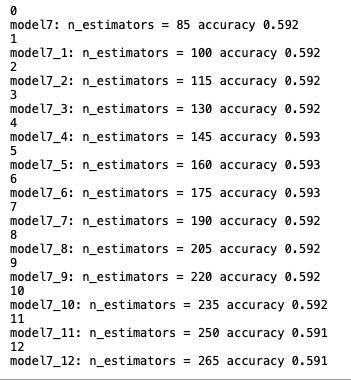 0
model7: n_estimators = 85 accuracy 0.592
1
model7_1: n_estimators = 100 accuracy 0.592
2
model7_2: n_estimators = 115 accuracy 0.592
3
model7_3: n_estimators = 130 accuracy 0.592
4
model7_4: n_estimators = 145 accuracy 0.593
5
model7_5: n_estimators = 160 accuracy 0.593
6
model7_6: n_estimators = 175 accuracy 0.593
7
model7_7: n_estimators = 190 accuracy 0.592
8
model7_8: n_estimators = 205 accuracy 0.592
9
model7_9: n_estimators = 220 accuracy 0.592
10
model7_10: n_estimators = 235 accuracy 0.592
11
model7_11: n_estimators = 250 accuracy 0.591
12
model7_12: n_estimators = 265 accuracy 0.591